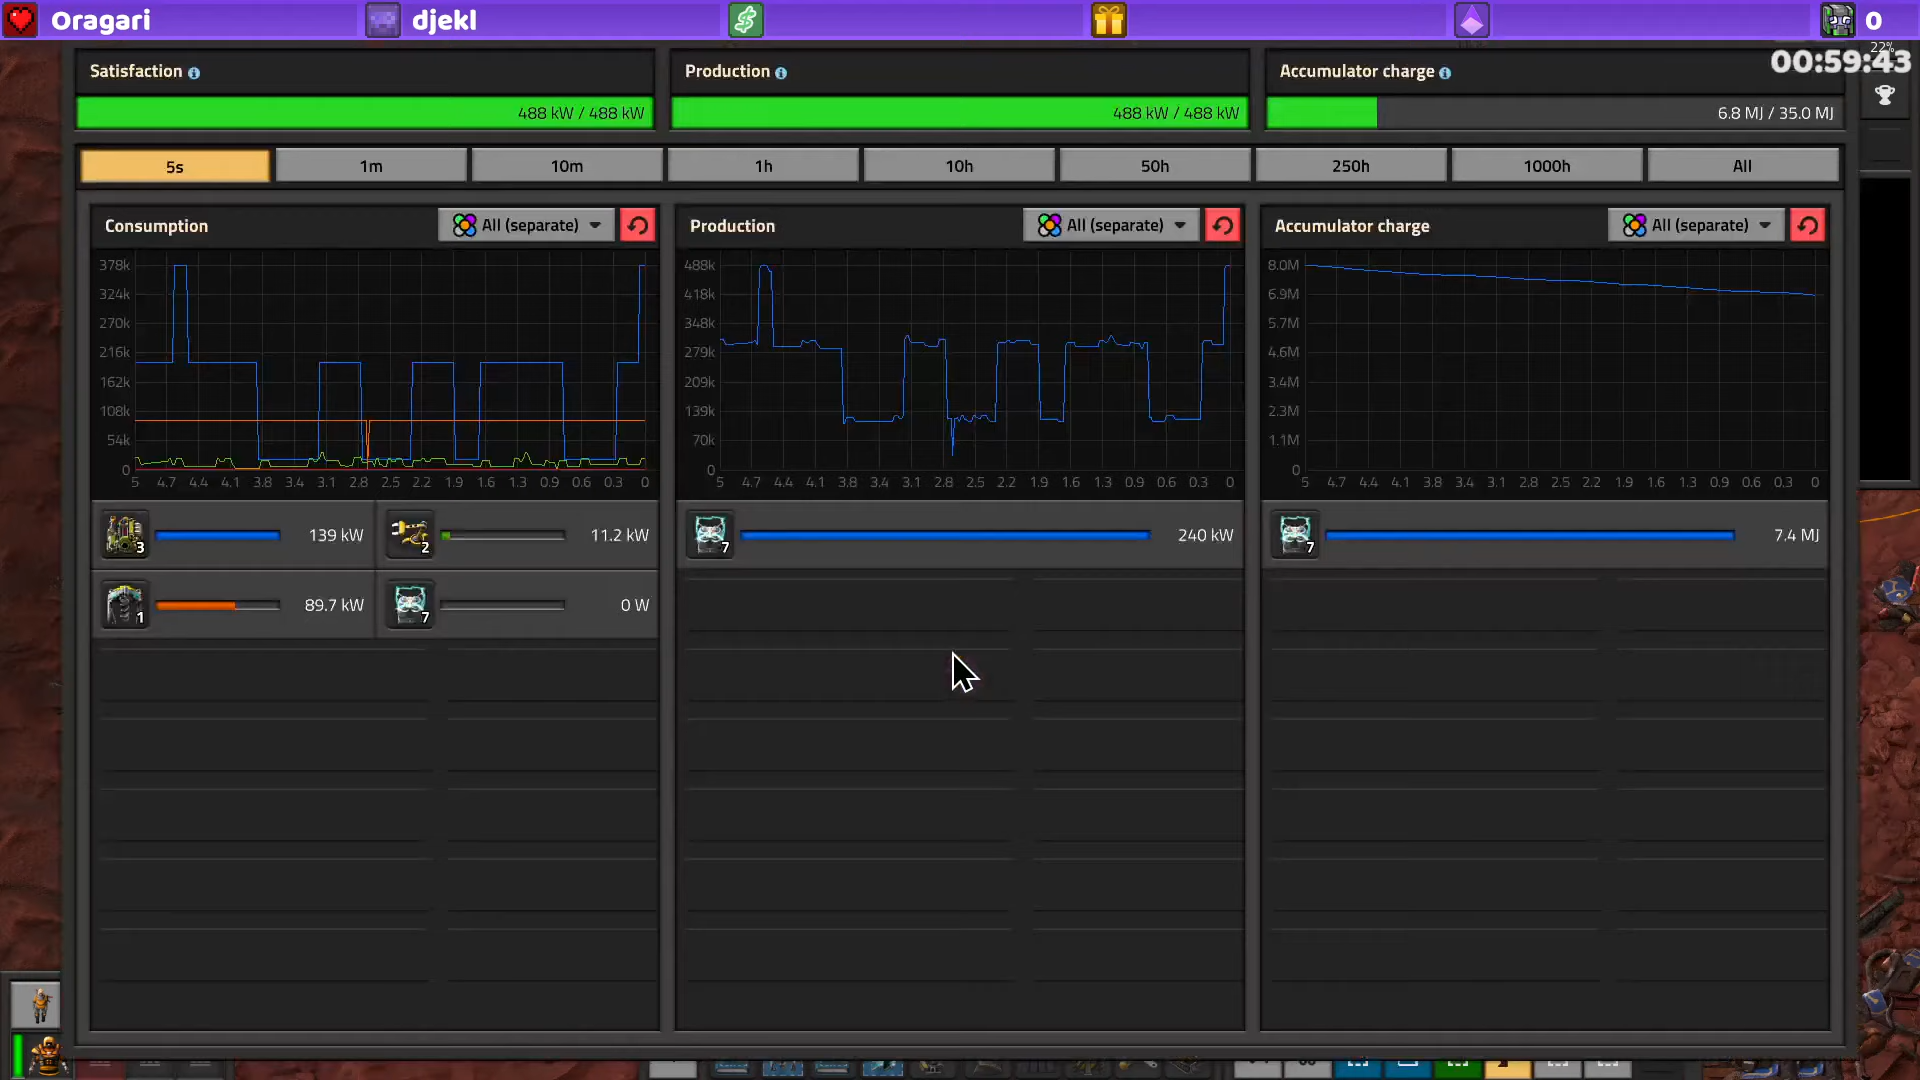 Oragari djekl 0
22%
00:59:43
Satisfaction Production Accumulator charge
488 kW / 488 kW 488 kW / 488 kW 6.8 MJ / 35.0 MJ
5s 1m 10m 1h 10h 50h 250h 1000h All
Consumption All (separate) Production All (separate) Accumulator charge All (separate)
378k 488k 8.0M
324k 418k 6.9M
270k 348k 5.7M
216k 279k 4.6M
162k 209k 3.4M
108k 139k 2.3M
54k 70k 1.1M
0 0 0
5 4.7 4.4 4.1 3.8 3.4 3.1 2.8 2.5 2.2 1.9 1.6 1.3 0.9 0.6 0.3 0 5 4.7 4.4 4.1 3.8 3.4 3.1 2.8 2.5 2.2 1.9 1.6 1.3 0.9 0.6 0.3 0 5 4.7 4.4 4.1 3.8 3.4 3.1 2.8 2.5 2.2 1.9 1.6 1.3 0.9 0.6 0.3 0
3 139 kW 2 11.2 kW 7 240 kW 7 7.4 MJ
1 89.7 kW 7 0 W